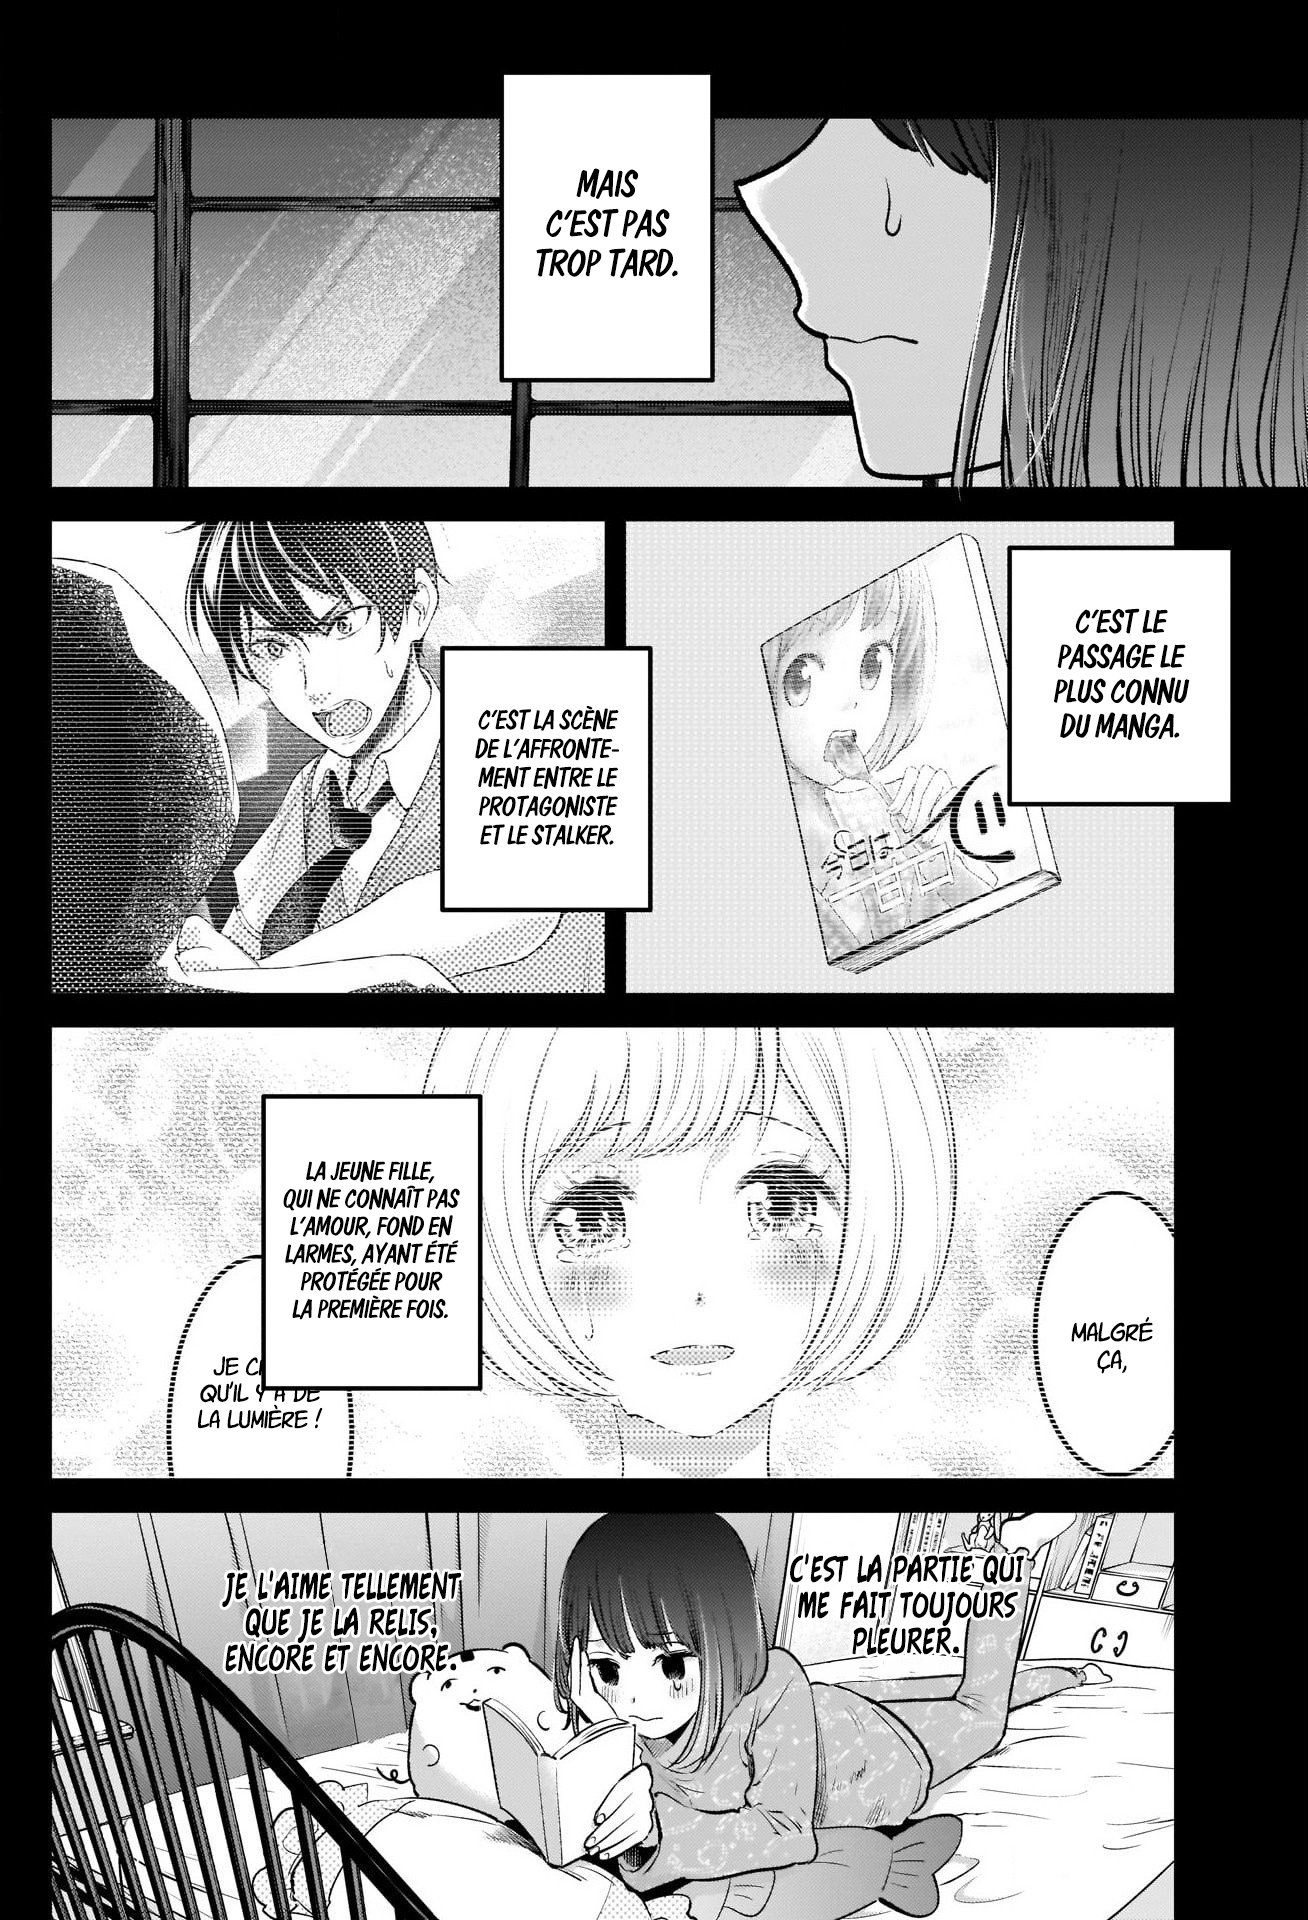 MAIS
C'EST PAS
TROP TARD.
C'EST LE
PASSAGE LE
PLUS CONNU
DU MANGA.
今日は
甘口
C'EST LA SCÈNE
DE L'AFFRONTE-
MENT ENTRE LE
PROTAGONISTE
ET LE STALKER.
MALGRÉ
ÇA,
LA JEUNE FILLE,
QUI NE CONNAÎT PAS
L'AMOUR, FOND EN
LARMES, AYANT ÉTÉ
PROTÉGÉE POUR
LA PREMIÈRE FOIS.
JE
QU'IL Y A DE
LA LUMIÈRE !
C'EST LA PARTIE QUI
ME FAIT TOUJOURS
PLEURER.
JE L'AIME TELLEMENT
QUE JE LA RELIS,
ENCORE ET ENCORE.